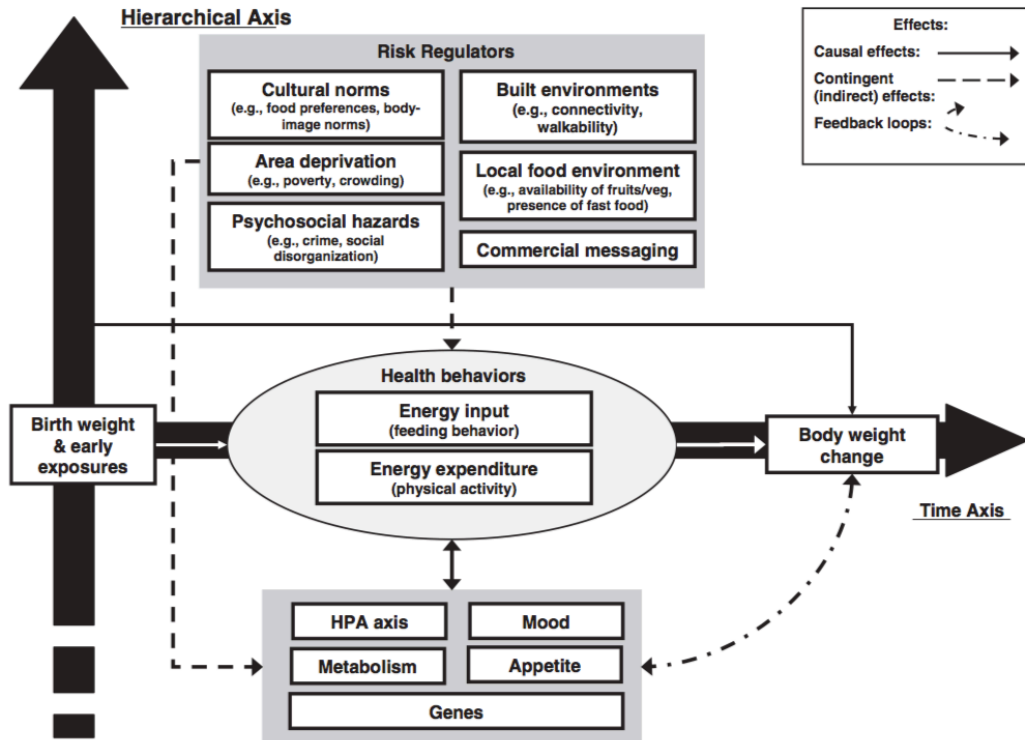 Hierarchical Axis
Effects:
Causal effects:
Contingent
(indirect) effects:
Feedback loops:
Risk Regulators
Cultural norms
(e.g., food preferences, body-
image norms)
Area deprivation
(e.g., poverty, crowding)
Psychosocial hazards
(e.g., crime, social
disorganization)
Built environments
(e.g., connectivity,
walkability)
Local food environment
(e.g., availability of fruits/veg,
presence of fast food)
Commercial messaging
Birth weight
& early
exposures
Health behaviors
Energy input
(feeding behavior)
Energy expenditure
(physical activity)
Body weight
change
Time Axis
HPA axis
Mood
Metabolism
Appetite
Genes